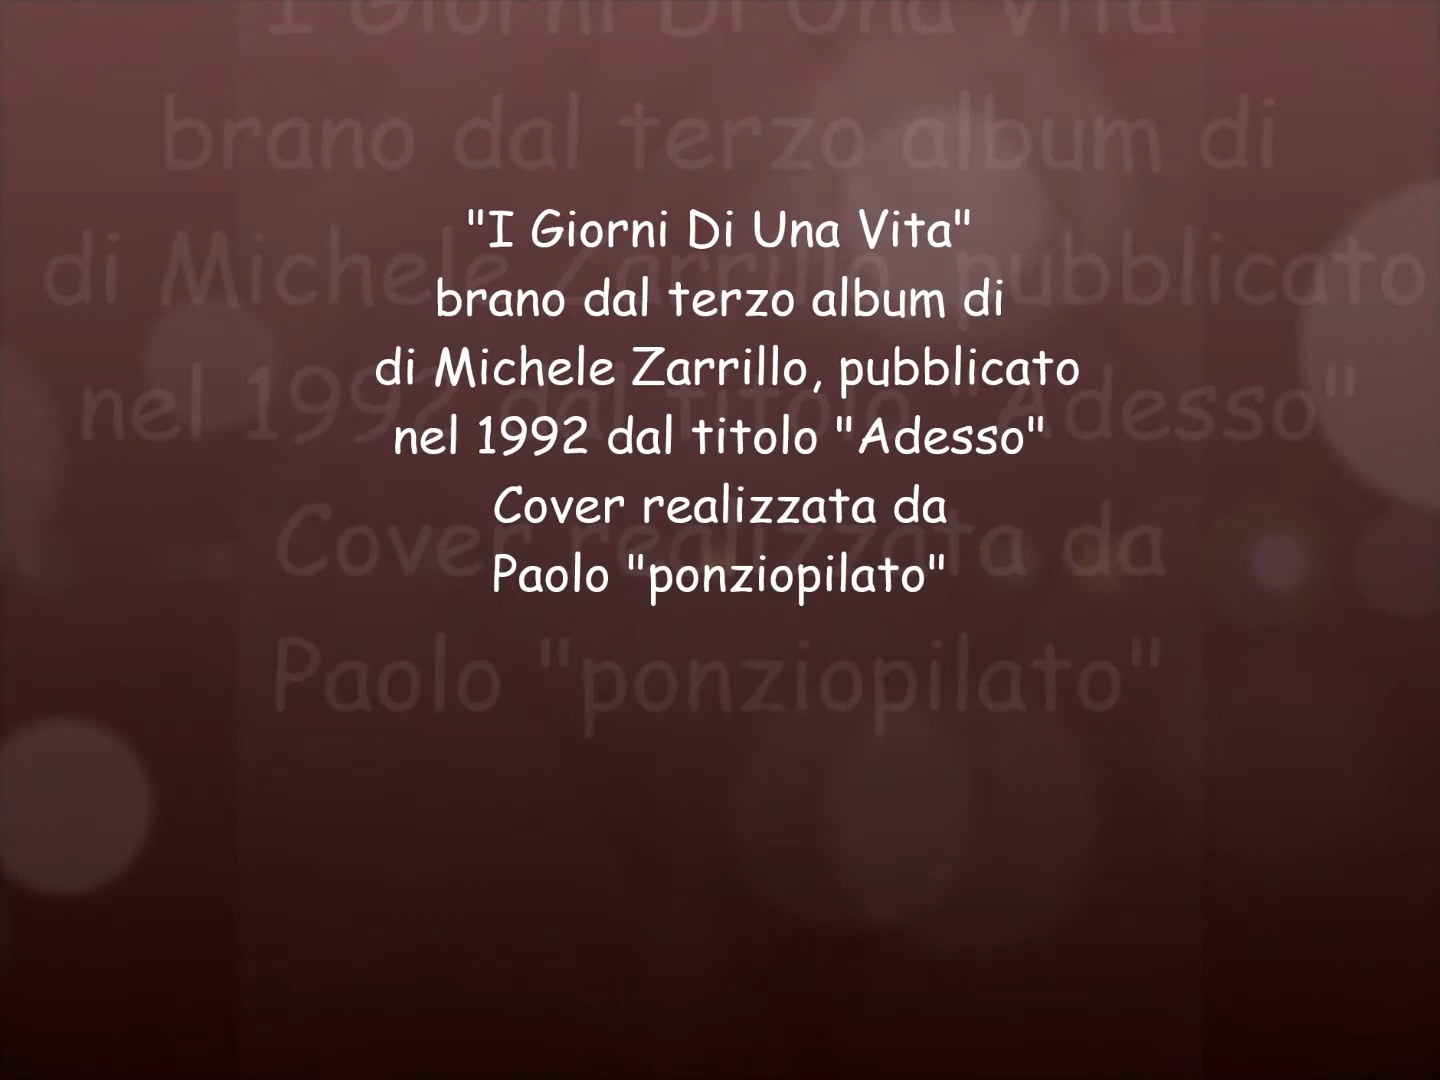 "I Giorni Di Una Vita"
brano dal terzo album di
di Michele Zarrillo, pubblicato
nel 1992 dal titolo "Adesso"
Cover realizzata da
Paolo "ponziopilato"